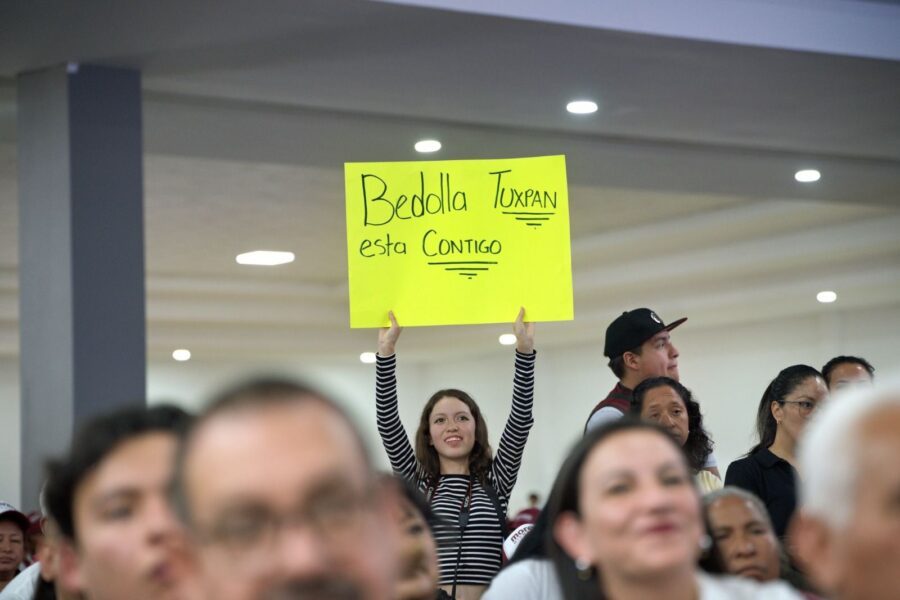 Bedolla TUXPAN
esta CONTIGO